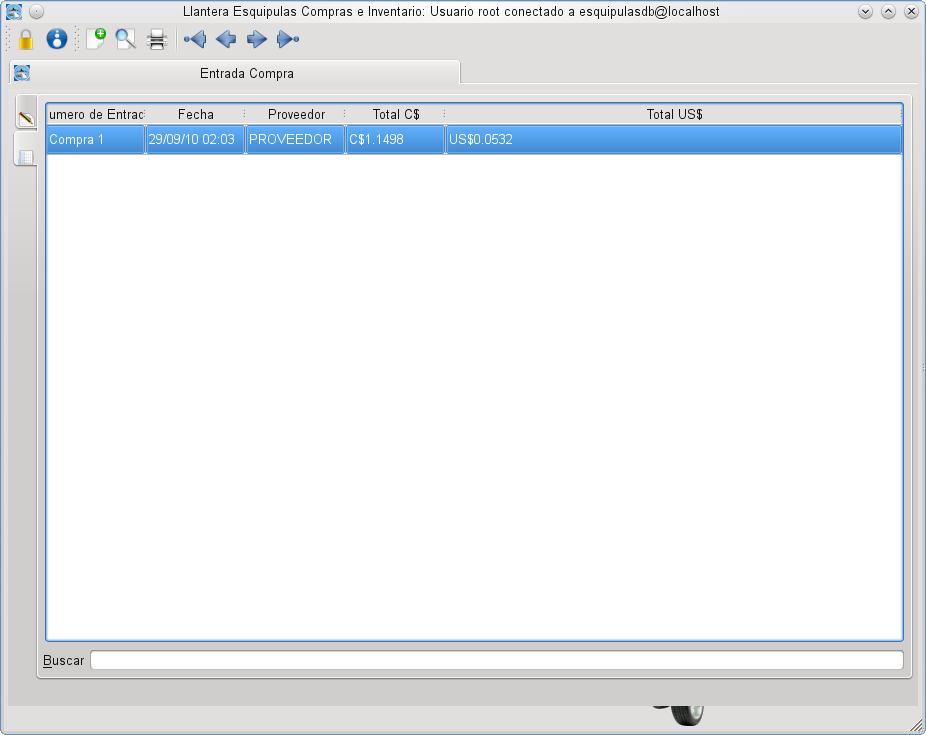 Llantera Esquipulas Compras e Inventario: Usuario root conectado a esquipulasdb@localhost
Entrada Compra
umero de Entrac Fecha Proveedor Total C$ Total US$
Compra 1 29/09/10 02:03 PROVEEDOR C$1.1498 US$0.0532
Buscar